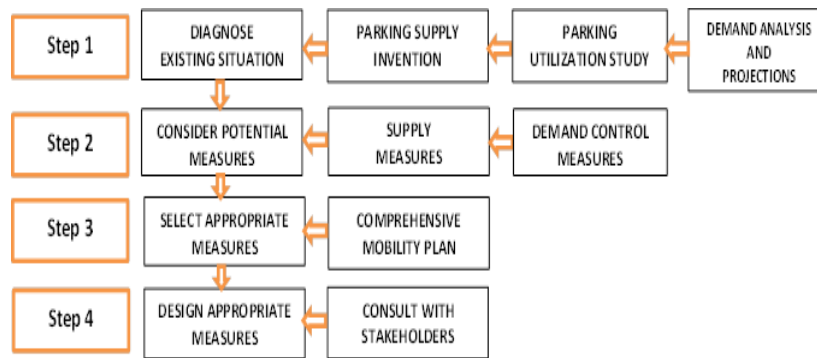 Step 1
DIAGNOSE
EXISTING SITUATION
PARKING SUPPLY
INVENTION
PARKING
UTILIZATION STUDY
DEMAND ANALYSIS
AND
PROJECTIONS
Step 2
CONSIDER POTENTIAL
MEASURES
SUPPLY
MEASURES
DEMAND CONTROL
MEASURES
Step 3
SELECT APPROPRIATE
MEASURES
COMPREHENSIVE
MOBILITY PLAN
Step 4
DESIGN APPROPRIATE
MEASURES
CONSULT WITH
STAKEHOLDERS